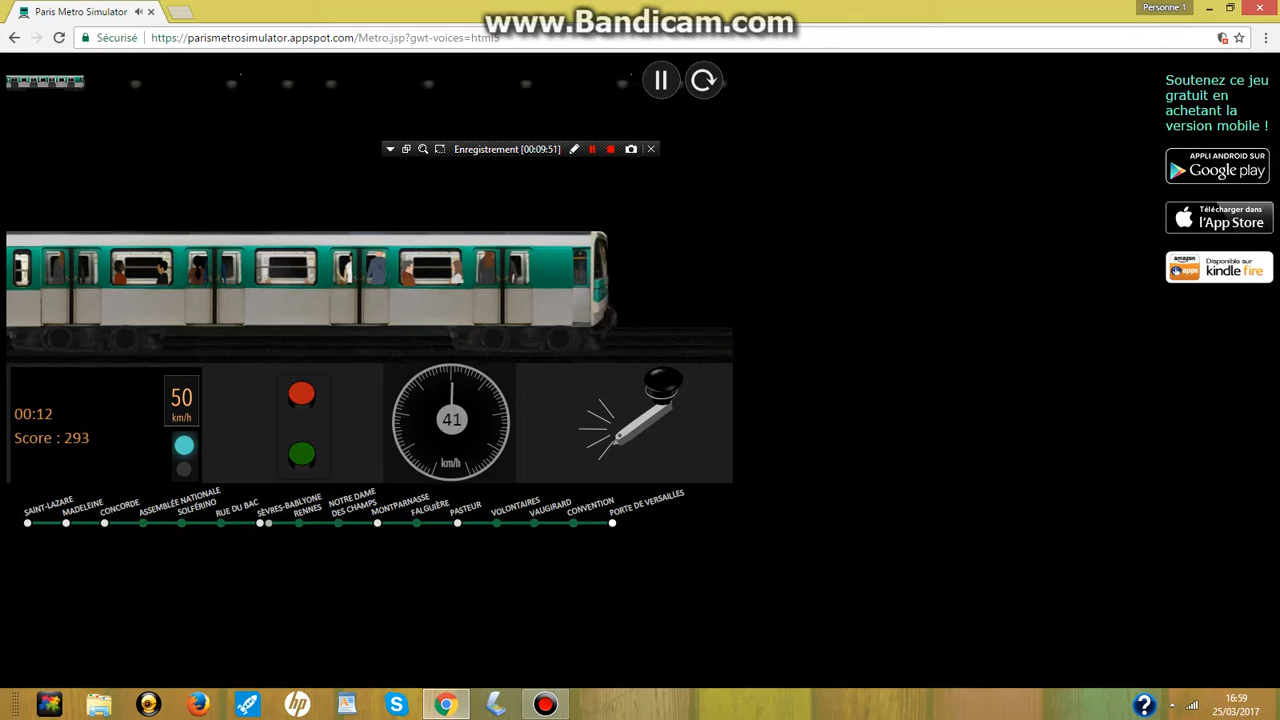 Paris Metro Simulator
www.Bandicam.com
Personne 1
Sécurisé
https://parismetrosimulator.appspot.com/Metro.jsp?gwt-voices=html5
Soutenez ce jeu
gratuit en
achetant la
version mobile !
Enregistrement [00:09:51]
APPLI ANDROID SUR
Google play
Télécharger dans
l'App Store
amazon
apps
Disponible sur
kindle fire
00:12
Score : 293
50
km/h
41
km/h
SAINT-LAZARE
MADELEINE
CONCORDE
ASSEMBLÉE NATIONALE
SOLFÉRINO
RUE DU BAC
SÈVRES-BABLYONE
RENNES
NOTRE DAME
DES CHAMPS
MONTPARNASSE
FALGUIÈRE
PASTEUR
VOLONTAIRES
VAUGIRARD
CONVENTION
PORTE DE VERSAILLES
16:59
25/03/2017